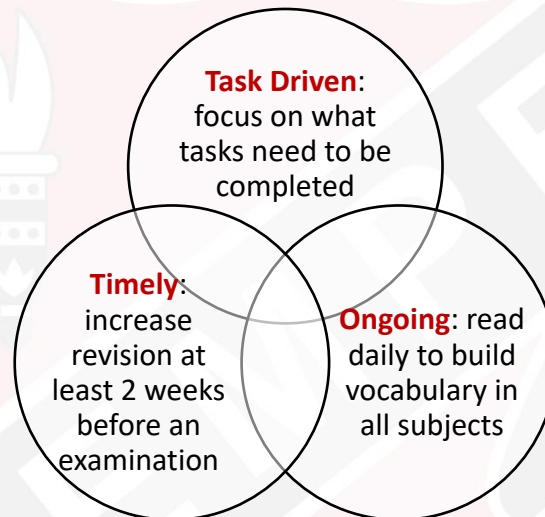 Task Driven:
focus on what
tasks need to be
completed
Timely:
increase
revision at
least 2 weeks
before an
examination
Ongoing: read
daily to build
vocabulary in
all subjects